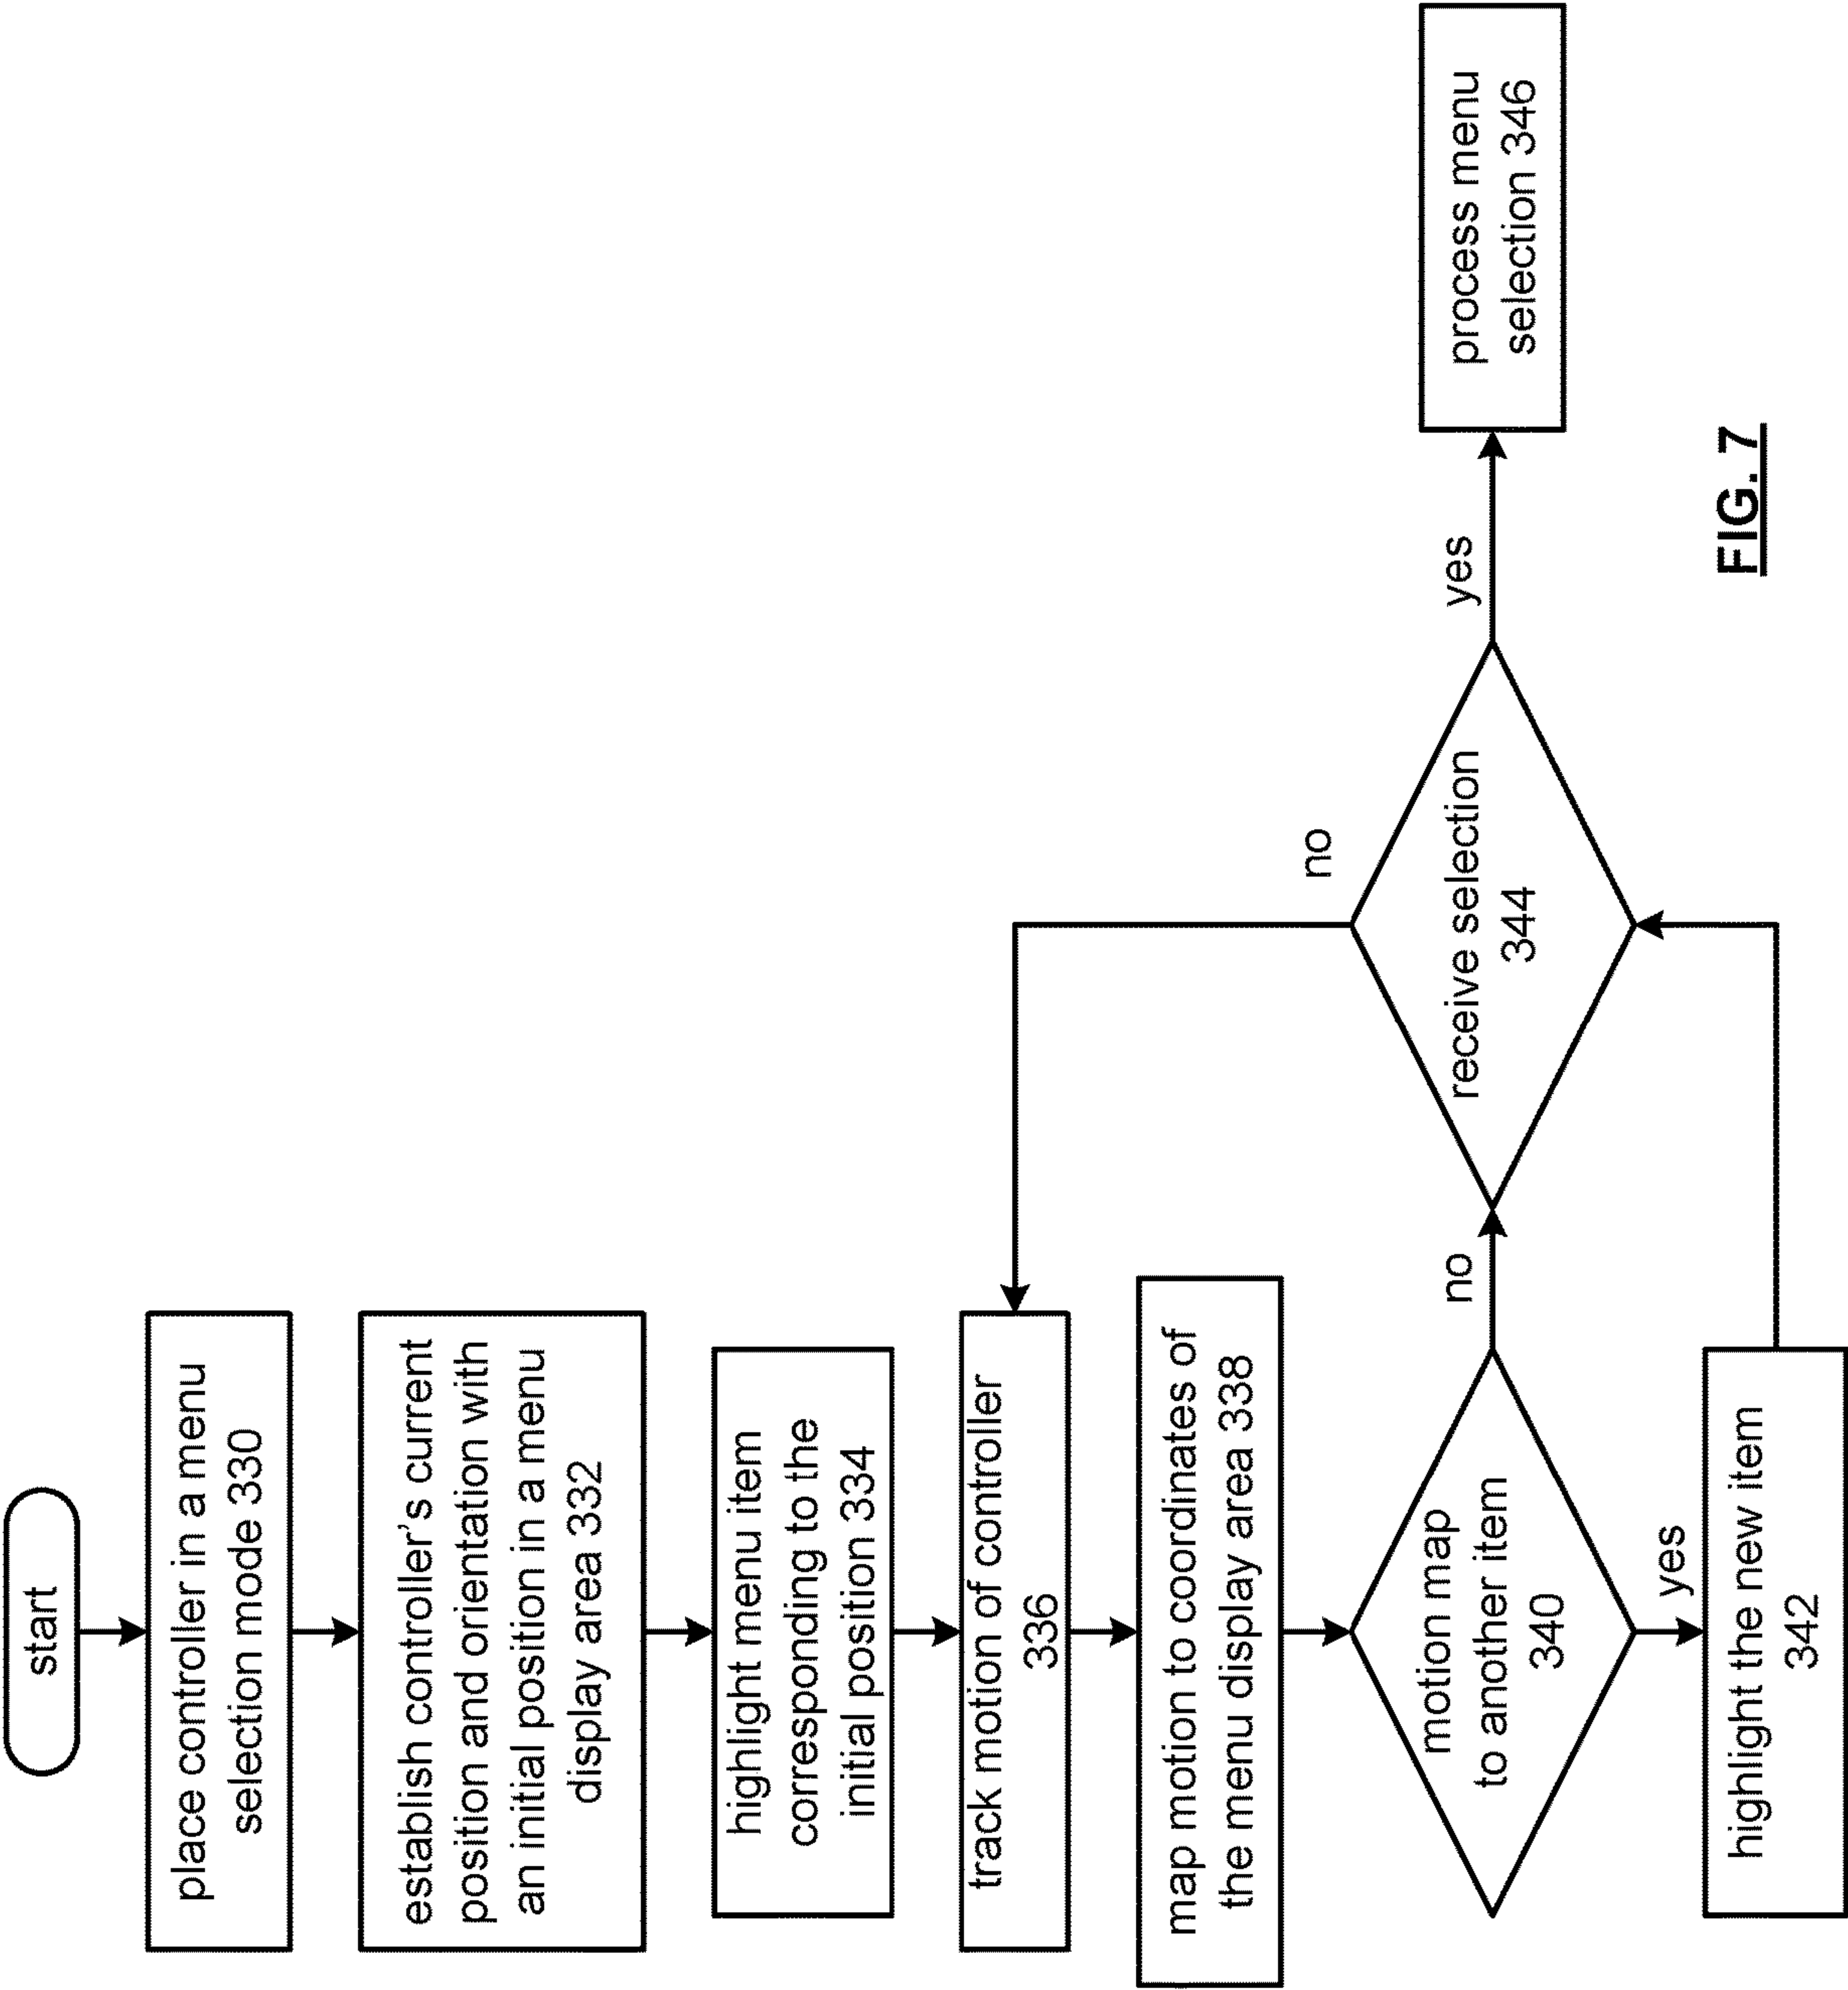 start
place controller in a menu
selection mode 330
establish controller's current
position and orientation with
an initial position in a menu
display area 332
highlight menu item
corresponding to the
initial position 334
track motion of controller
336
map motion to coordinates of
the menu display area 338
motion map
to another item
340
no
yes
highlight the new item
342
receive selection
344
no
yes
process menu
selection 346
FIG. 7